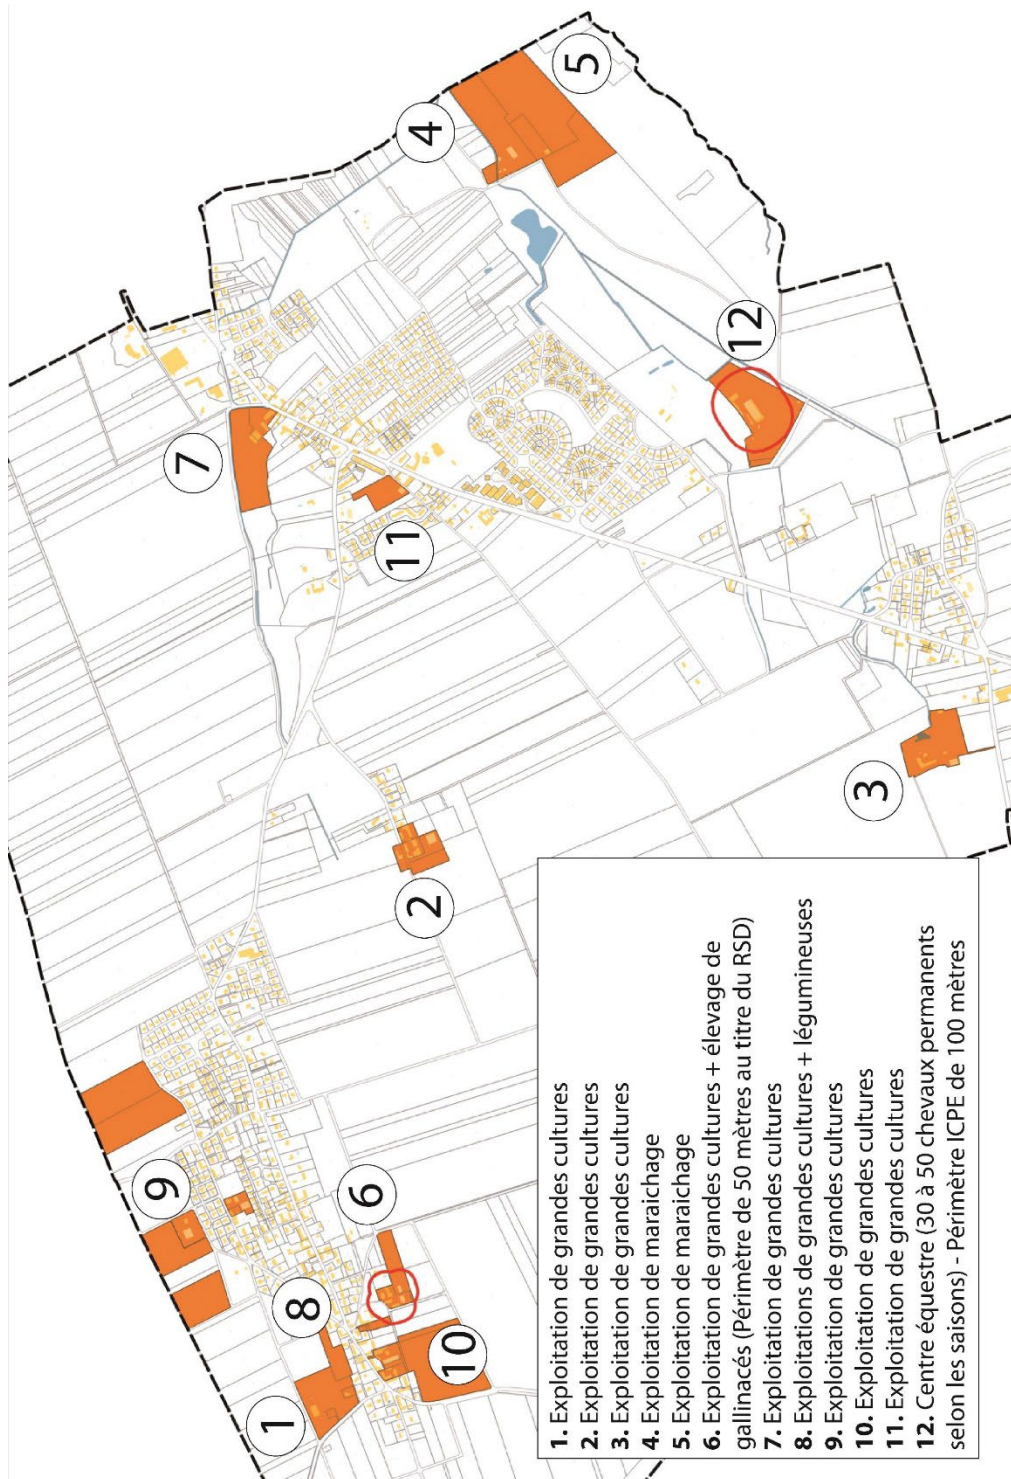 1
2
3
4
5
6
7
8
9
10
11
12
1. Exploitation de grandes cultures
2. Exploitation de grandes cultures
3. Exploitation de grandes cultures
4. Exploitation de maraichage
5. Exploitation de maraichage
6. Exploitation de grandes cultures + élevage de
gallinacés (Périmètre de 50 mètres au titre du RSD)
7. Exploitation de grandes cultures
8. Exploitations de grandes cultures + légumineuses
9. Exploitation de grandes cultures
10. Exploitation de grandes cultures
11. Exploitation de grandes cultures
12. Centre équestre (30 à 50 chevaux permanents
selon les saisons) - Périmètre ICPE de 100 mètres